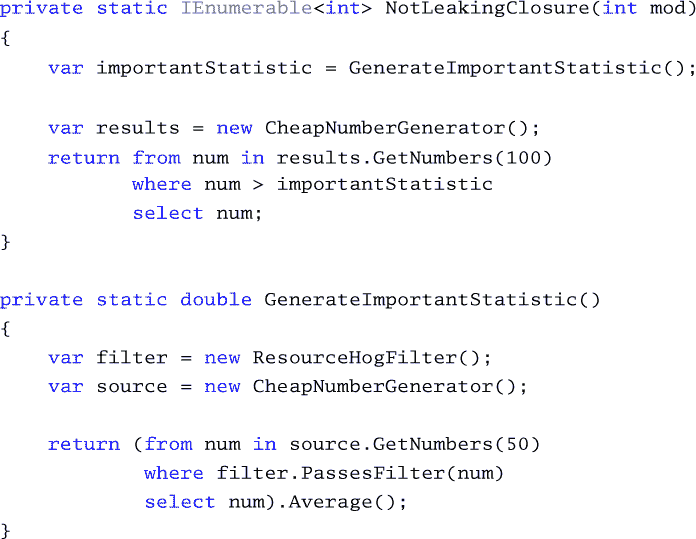 private static IEnumerable<int> NotLeakingClosure(int mod)
{
    var importantStatistic = GenerateImportantStatistic();

    var results = new CheapNumberGenerator();
    return from num in results.GetNumbers(100)
           where num > importantStatistic
           select num;
}

private static double GenerateImportantStatistic()
{
    var filter = new ResourceHogFilter();
    var source = new CheapNumberGenerator();

    return (from num in source.GetNumbers(50)
            where filter.PassesFilter(num)
            select num).Average();
}